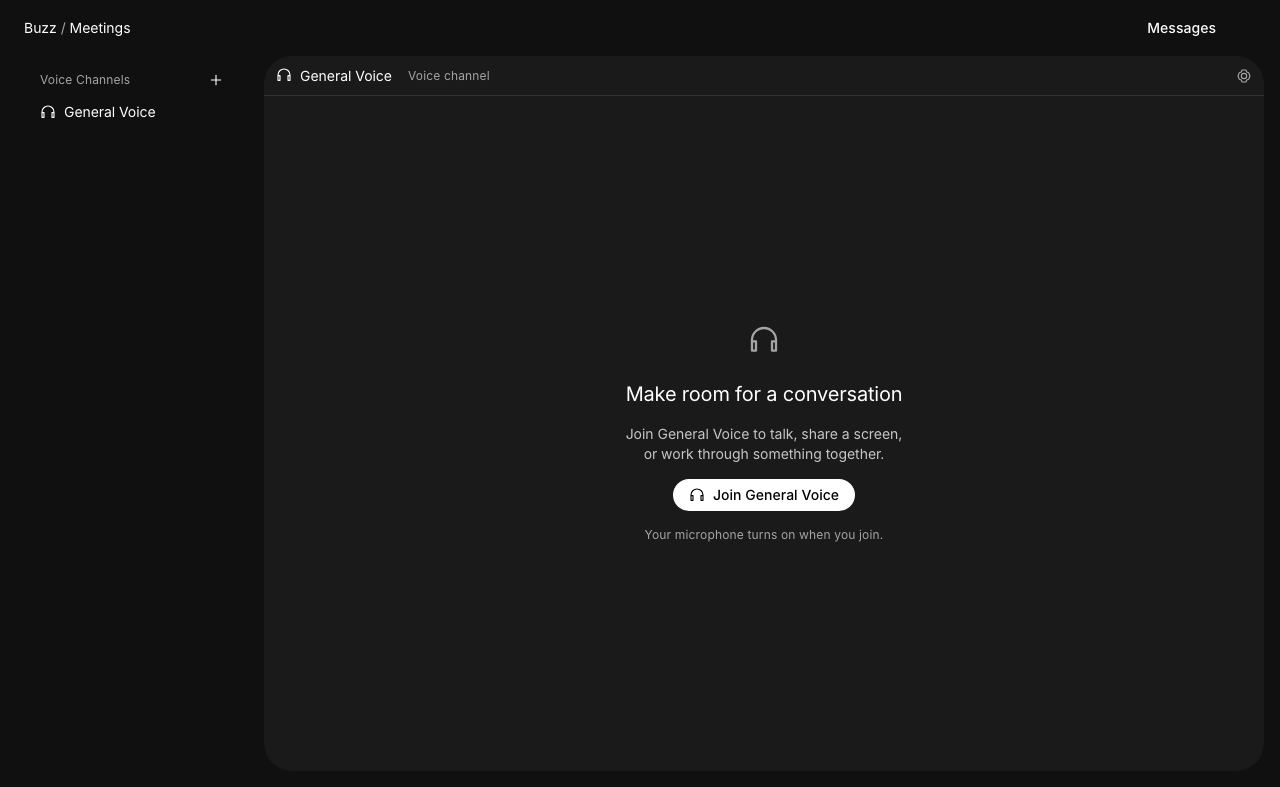 Buzz / Meetings
Messages
Voice Channels
General Voice
General Voice
Voice channel
Make room for a conversation
Join General Voice to talk, share a screen,
or work through something together.
Join General Voice
Your microphone turns on when you join.